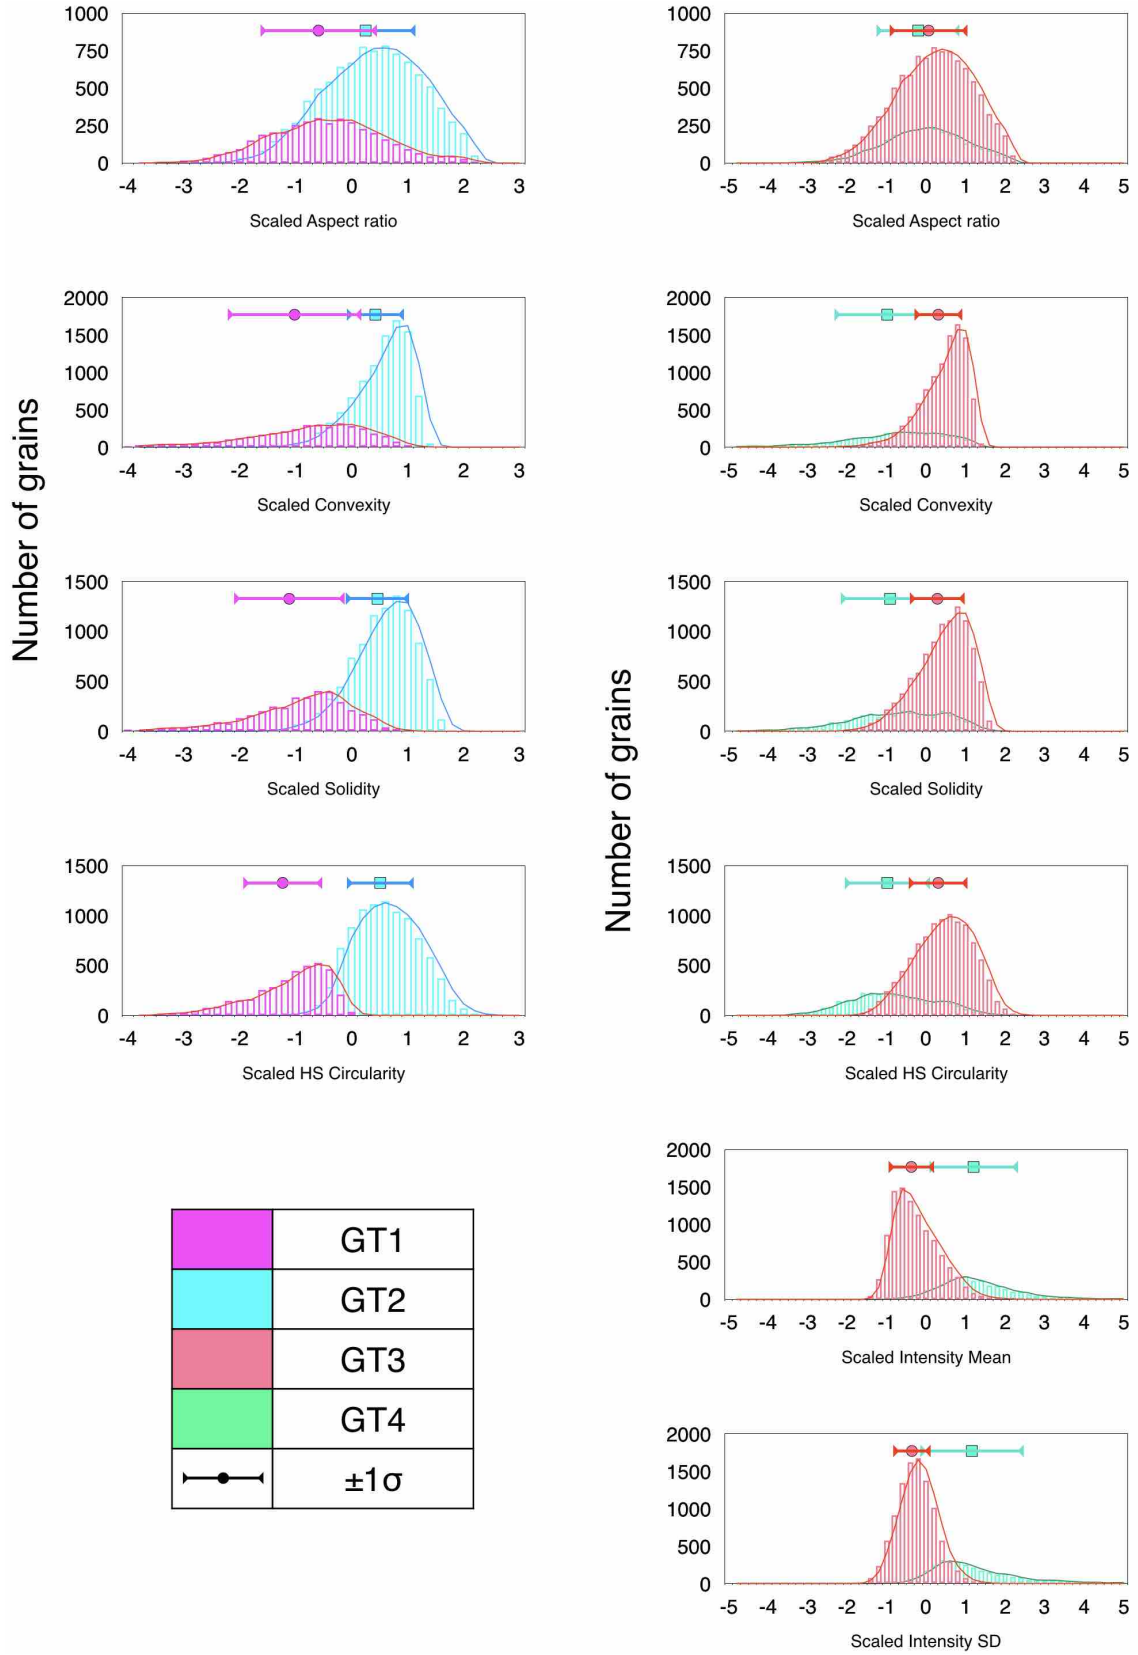 1000
750
500
250
0
-4 -3 -2 -1 0 1 2 3
Scaled Aspect ratio
2000
1500
1000
500
0
-4 -3 -2 -1 0 1 2 3
Scaled Convexity
1500
1000
500
0
-4 -3 -2 -1 0 1 2 3
Scaled Solidity
1500
1000
500
0
-4 -3 -2 -1 0 1 2 3
Scaled HS Circularity
Number of grains
GT1
GT2
GT3
GT4
±1σ
1000
750
500
250
0
-5 -4 -3 -2 -1 0 1 2 3 4 5
Scaled Aspect ratio
2000
1500
1000
500
0
-5 -4 -3 -2 -1 0 1 2 3 4 5
Scaled Convexity
1500
1000
500
0
-5 -4 -3 -2 -1 0 1 2 3 4 5
Scaled Solidity
1500
1000
500
0
-5 -4 -3 -2 -1 0 1 2 3 4 5
Scaled HS Circularity
2000
1500
1000
500
0
-5 -4 -3 -2 -1 0 1 2 3 4 5
Scaled Intensity Mean
2000
1500
1000
500
0
-5 -4 -3 -2 -1 0 1 2 3 4 5
Scaled Intensity SD
Number of grains